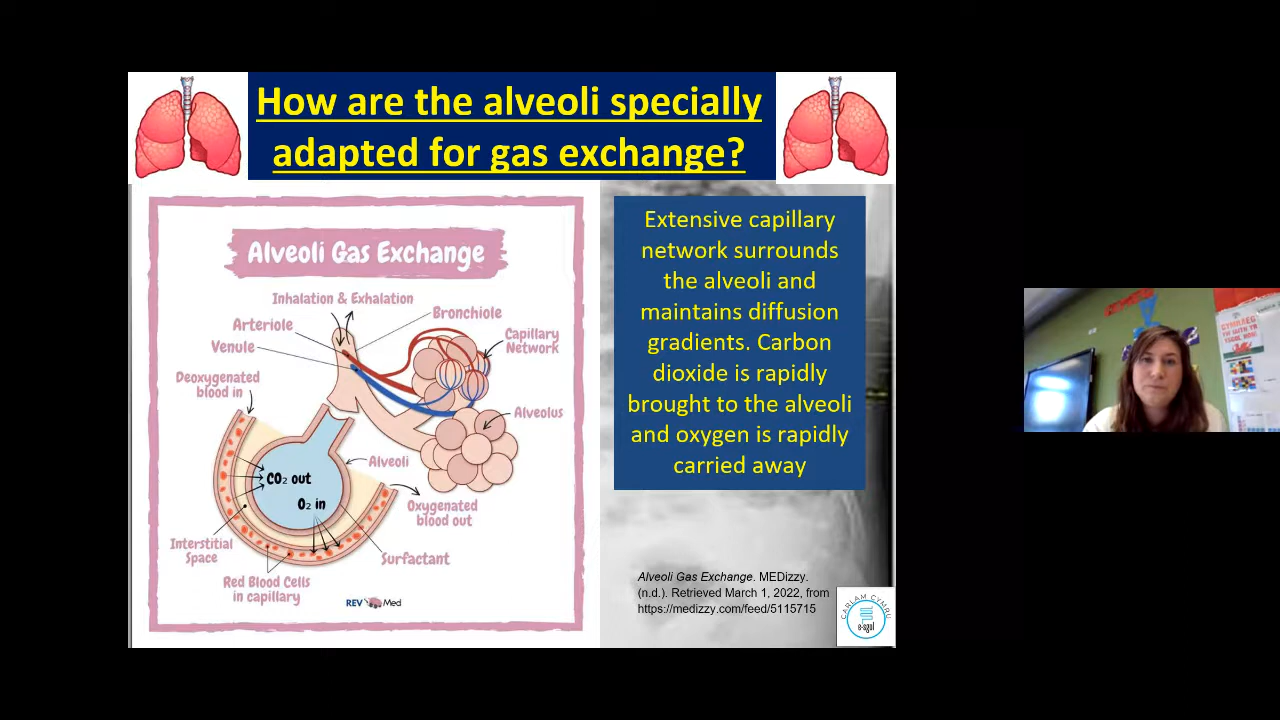 How are the alveoli specially
adapted for gas exchange?
Alveoli Gas Exchange
Inhalation & Exhalation
Bronchiole
Arteriole
Capillary
Network
Venule
Deoxygenated
blood in
Alveolus
Alveoli
CO₂ out
O₂ in
Oxygenated
blood out
Interstitial
Space
Surfactant
Red Blood Cells
in capillary
REV Med
Extensive capillary
network surrounds
the alveoli and
maintains diffusion
gradients. Carbon
dioxide is rapidly
brought to the alveoli
and oxygen is rapidly
carried away
Alveoli Gas Exchange. MEDizzy.
(n.d.). Retrieved March 1, 2022, from
https://medizzy.com/feed/5115715
CARLAM CYMRU
e-sgol
CYMRAEG